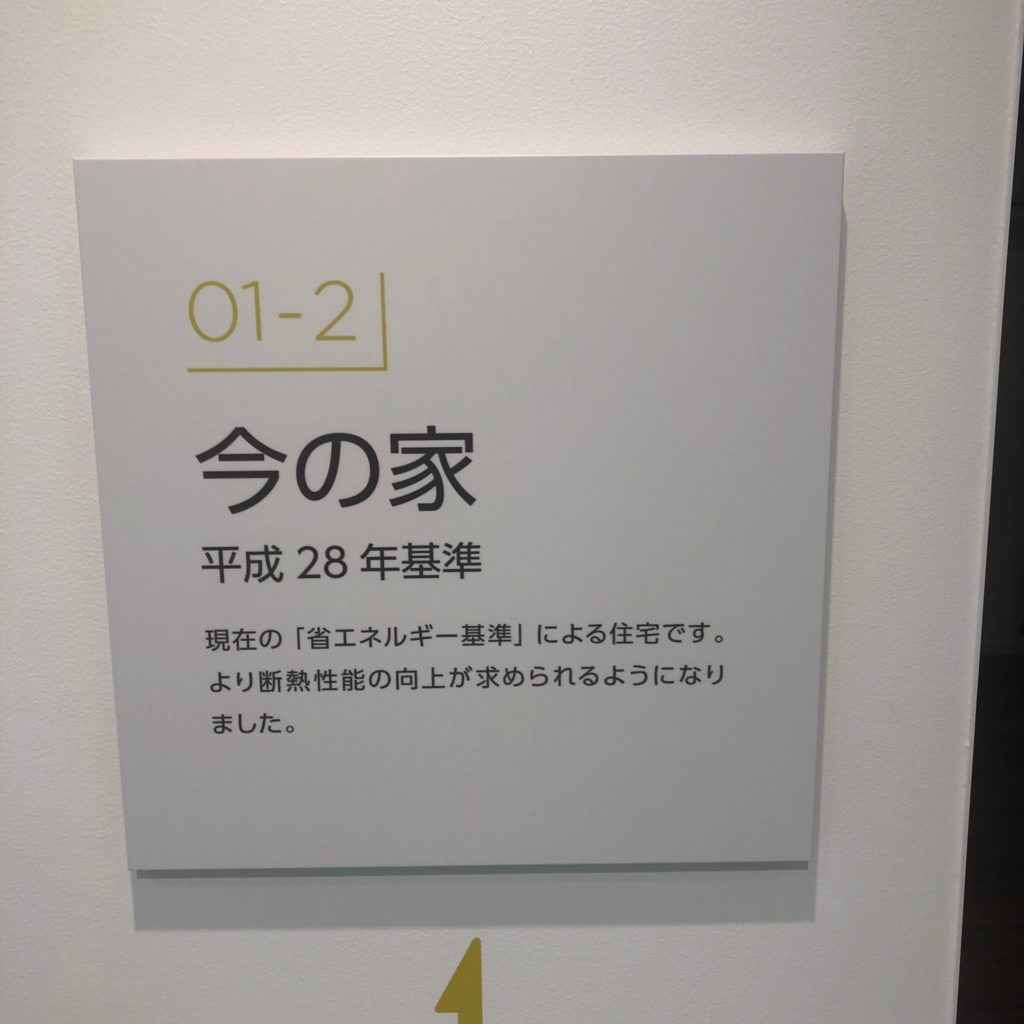 01-2
今の家
平成 28 年基準
現在の「省エネルギー基準」による住宅です。
より断熱性能の向上が求められるようになり
ました。